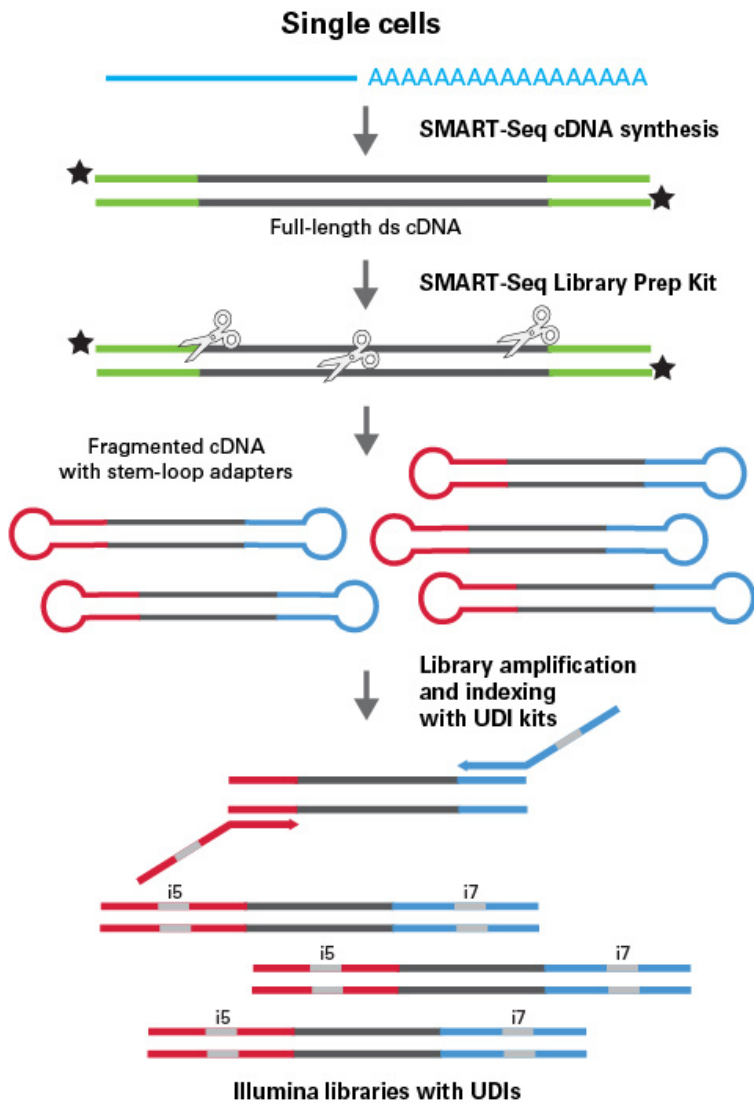 Single cells
AAAAAAAAAAAAAAAAA
SMART-Seq cDNA synthesis
Full-length ds cDNA
SMART-Seq Library Prep Kit
Fragmented cDNA
with stem-loop adapters
Library amplification
and indexing
with UDI kits
i5
i7
i5
i7
i5
i7
Illumina libraries with UDIs